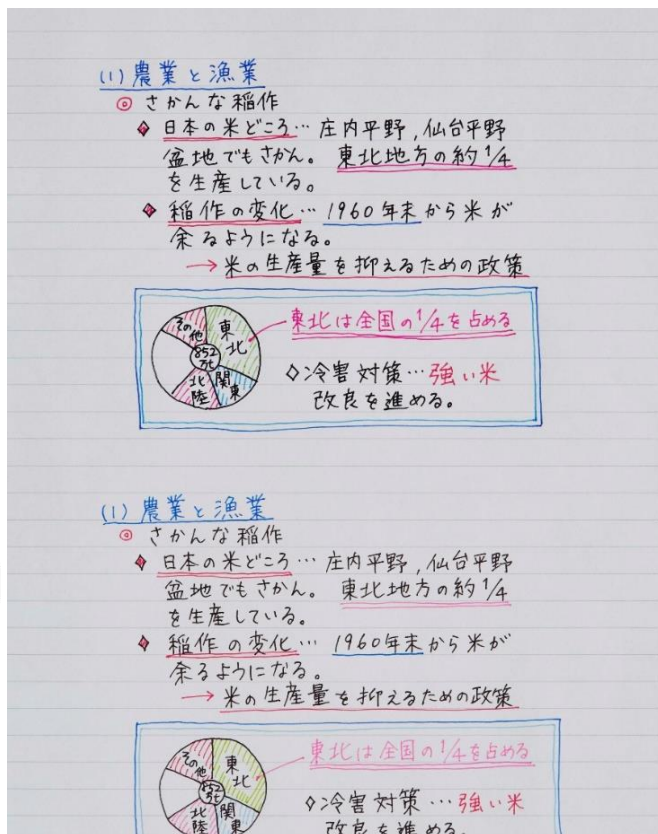 (1) 農業と漁業
◎ さかんな稲作
◆ 日本の米どころ… 庄内平野, 仙台平野
盆地でもさかん。 東北地方の約1/4
を生産している。
◆ 稲作の変化… 1960年末から米が
余るようになる。
→ 米の生産量を抑えるための政策
東北は全国の1/4を占める
その他
東北
852万t
北陸
関東
◇冷害対策…強い米
改良を進める。
(1) 農業と漁業
◎ さかんな稲作
◆ 日本の米どころ… 庄内平野, 仙台平野
盆地でもさかん。 東北地方の約1/4
を生産している。
◆ 稲作の変化… 1960年末から米が
余るようになる。
→ 米の生産量を抑えるための政策
東北は全国の1/4を占める
その他
東北
852万t
北陸
関東
◇冷害対策…強い米
改良を進める。